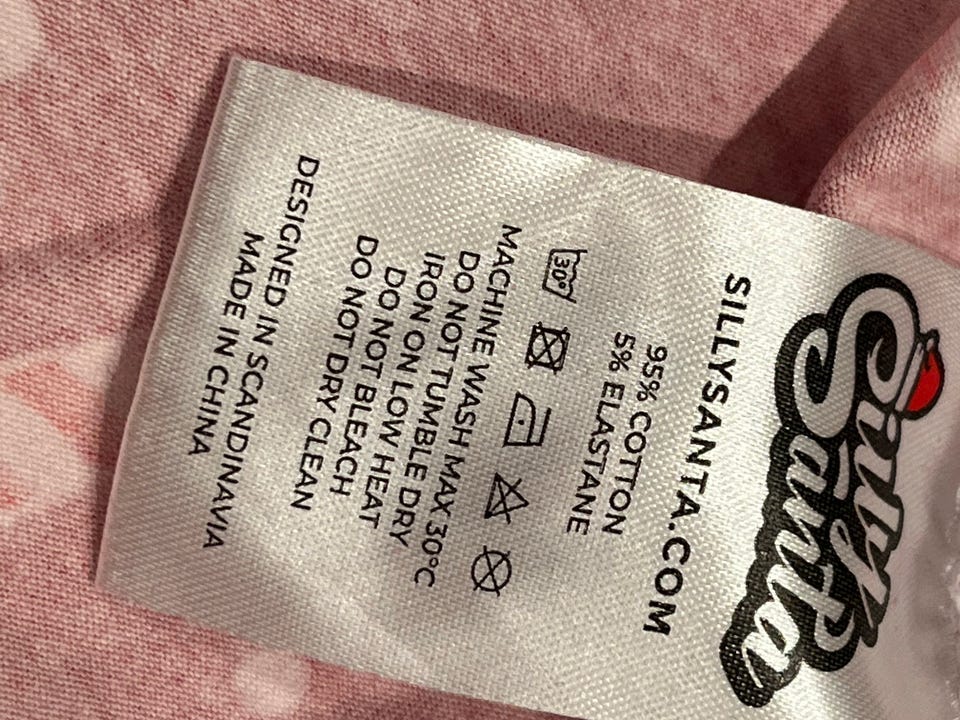 Silly
Santa
SILLYSANTA.COM
95% COTTON
5% ELASTANE
30°
MACHINE WASH MAX 30°C
DO NOT TUMBLE DRY
IRON ON LOW HEAT
DO NOT BLEACH
DO NOT DRY CLEAN
DESIGNED IN SCANDINAVIA
MADE IN CHINA